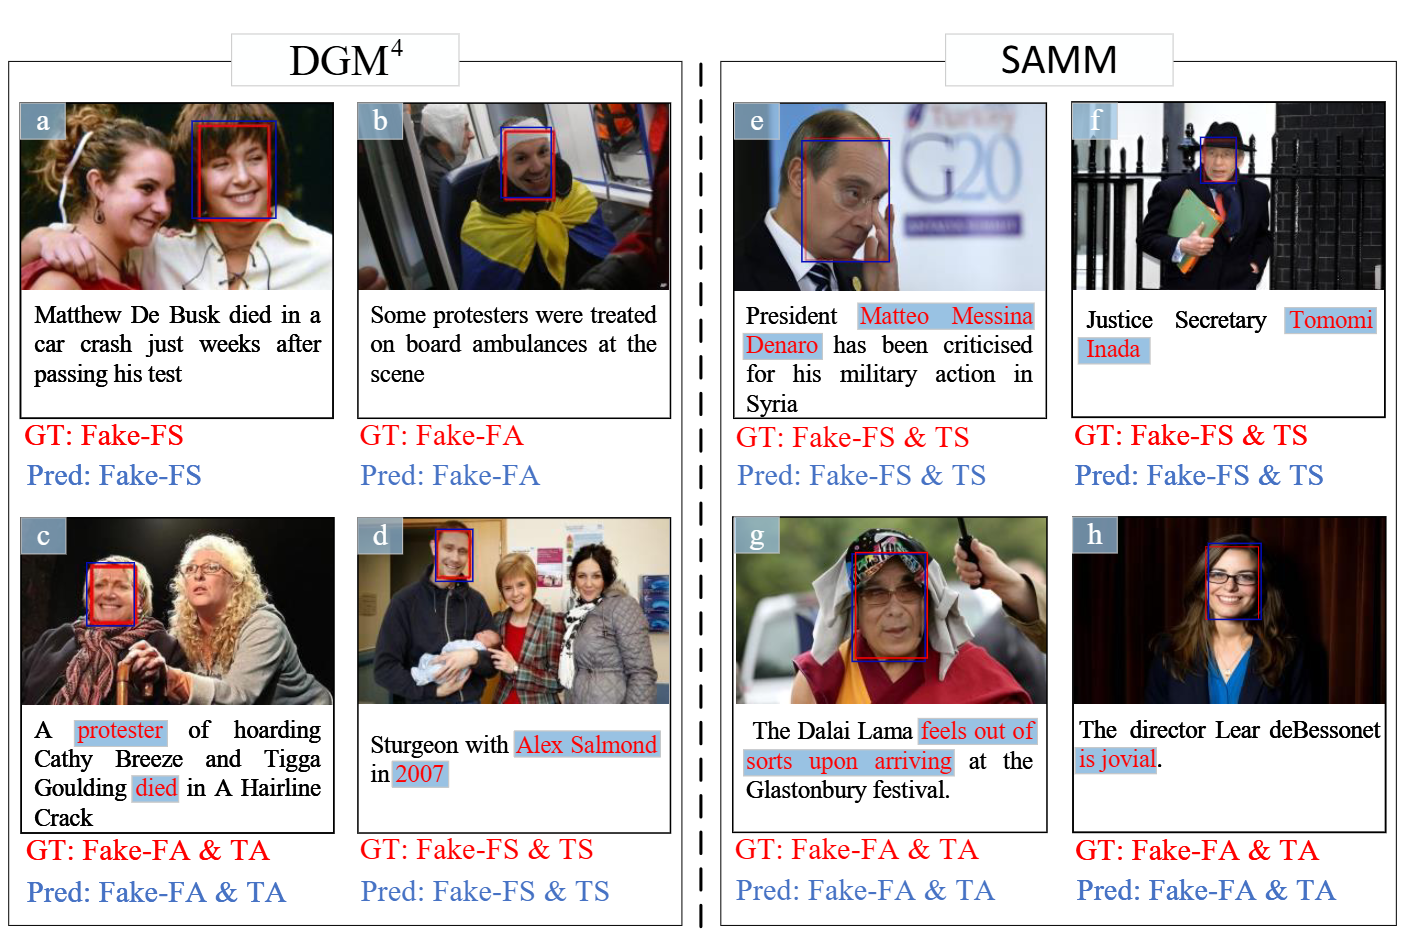 DGM⁴
a
Matthew De Busk died in a
car crash just weeks after
passing his test
GT: Fake-FS
Pred: Fake-FS
b
Some protesters were treated
on board ambulances at the
scene
GT: Fake-FA
Pred: Fake-FA
c
A protester of hoarding
Cathy Breeze and Tigga
Goulding died in A Hairline
Crack
GT: Fake-FA & TA
Pred: Fake-FA & TA
d
Sturgeon with Alex Salmond
in 2007
GT: Fake-FS & TS
Pred: Fake-FS & TS
SAMM
e
G20
President Matteo Messina
Denaro has been criticised
for his military action in
Syria
GT: Fake-FS & TS
Pred: Fake-FS & TS
f
Justice Secretary Tomomi
Inada
GT: Fake-FS & TS
Pred: Fake-FS & TS
g
The Dalai Lama feels out of
sorts upon arriving at the
Glastonbury festival.
GT: Fake-FA & TA
Pred: Fake-FA & TA
h
The director Lear deBessonet
is jovial.
GT: Fake-FA & TA
Pred: Fake-FA & TA